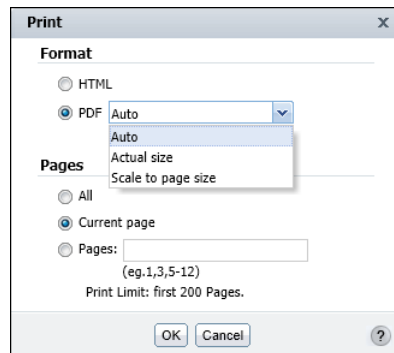 Print x
Format
HTML
PDF Auto
Auto
Actual size
Scale to page size
Pages
All
Current page
Pages:
(eg.1,3,5-12)
Print Limit: first 200 Pages.
OK Cancel ?